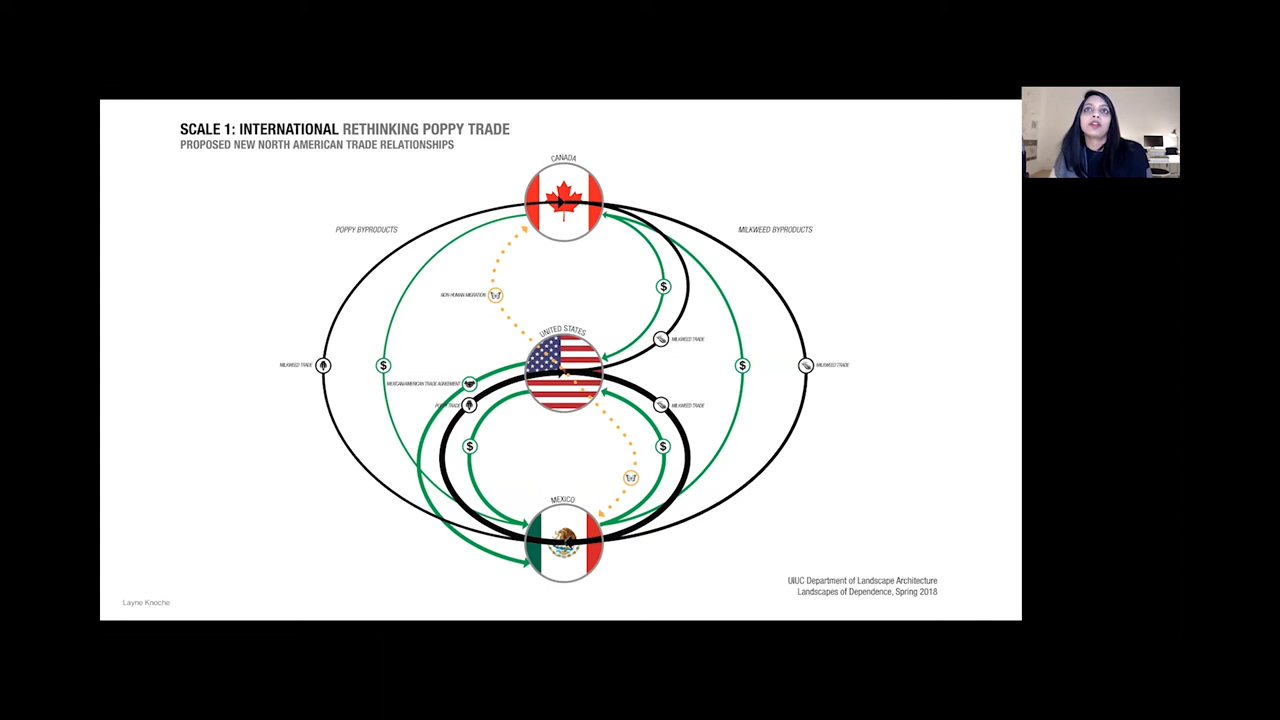 SCALE 1: INTERNATIONAL RETHINKING POPPY TRADE
PROPOSED NEW NORTH AMERICAN TRADE RELATIONSHIPS
CANADA
POPPY BYPRODUCTS
MILKWEED BYPRODUCTS
$
NON-HUMAN MIGRATION
UNITED STATES
MILKWEED TRADE
MILKWEED TRADE
$
$
MILKWEED TRADE
MEXICAN/AMERICAN TRADE AGREEMENT
POPPY TRADE
MILKWEED TRADE
$
$
MEXICO
UIUC Department of Landscape Architecture
Landscapes of Dependence, Spring 2018
Layne Knoche